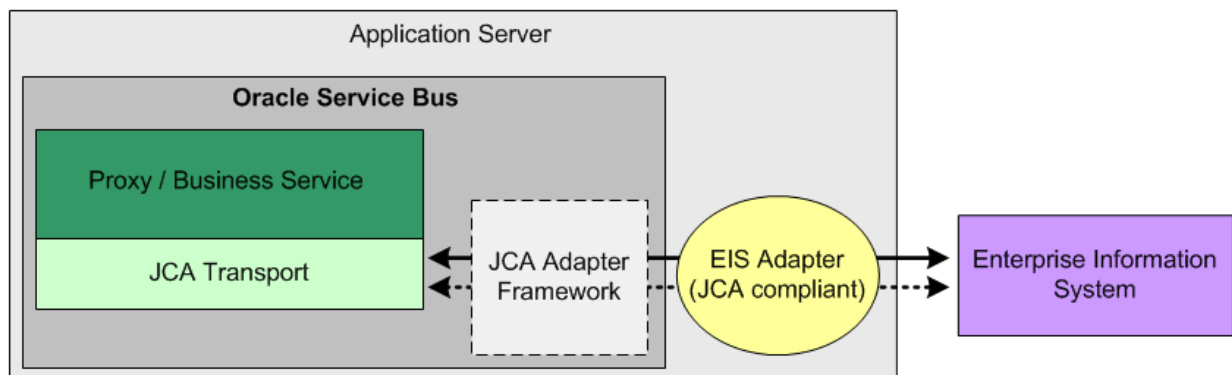 Application Server
Oracle Service Bus
Proxy / Business Service
JCA Transport
JCA Adapter
Framework
EIS Adapter
(JCA compliant)
Enterprise Information
System